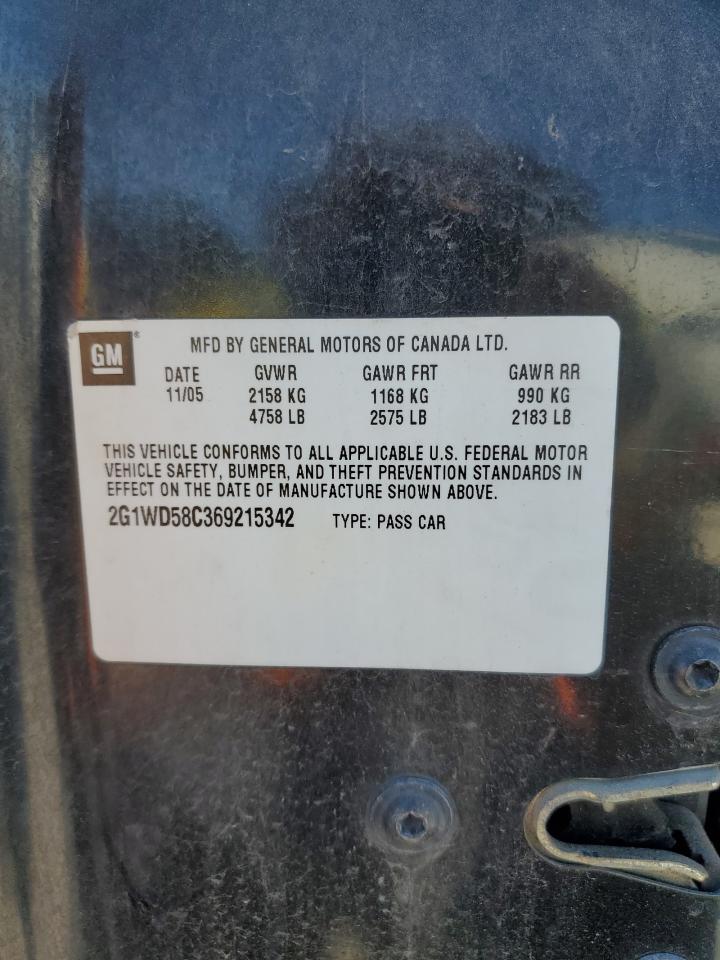 GM® MFD BY GENERAL MOTORS OF CANADA LTD.
DATE GVWR GAWR FRT GAWR RR
11/05 2158 KG 1168 KG 990 KG
4758 LB 2575 LB 2183 LB
THIS VEHICLE CONFORMS TO ALL APPLICABLE U.S. FEDERAL MOTOR
VEHICLE SAFETY, BUMPER, AND THEFT PREVENTION STANDARDS IN
EFFECT ON THE DATE OF MANUFACTURE SHOWN ABOVE.
2G1WD58C369215342 TYPE: PASS CAR